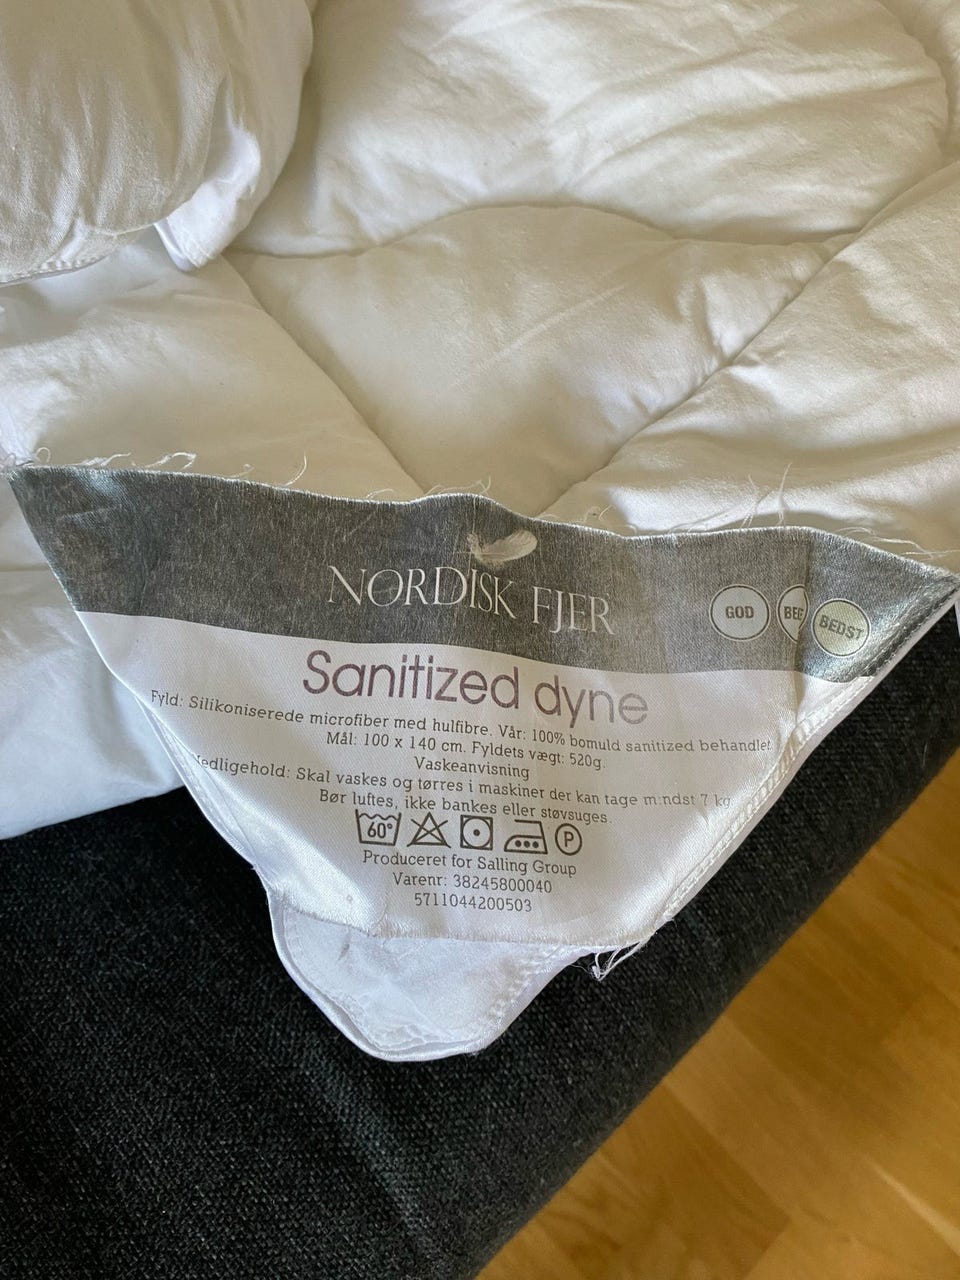 NORDISK FJER
GOD
BEDST
Sanitized dyne
Fyld: Silikoniserede microfiber med hulfibre. Vår: 100% bomuld sanitized behandlet
Mål: 100 x 140 cm. Fyldets vægt: 520g.
Vaskeanvisning
Skal vaskes og tørres i maskiner der kan tage mindst 7 kg
Bør luftes, ikke bankes eller støvsuges.
60° P
Produceret for Salling Group
Varenr: 38245800040
5711044200503